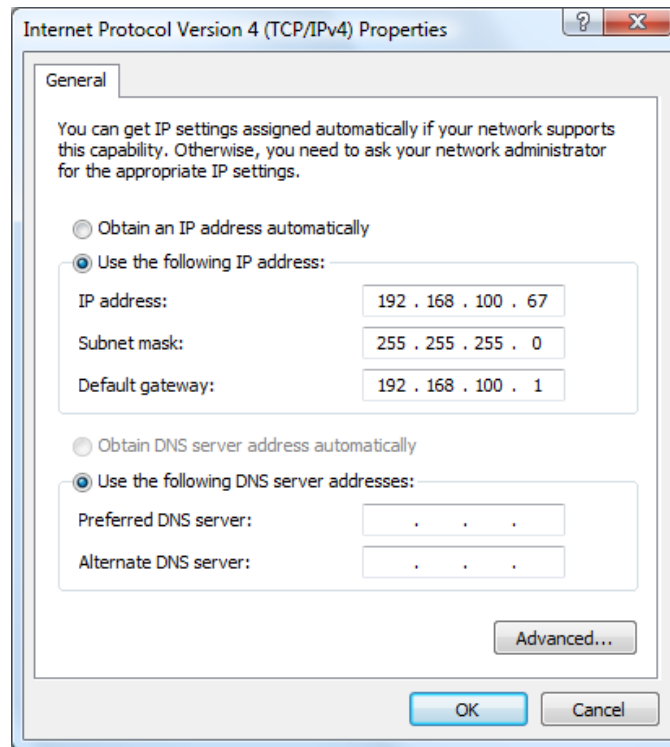 Internet Protocol Version 4 (TCP/IPv4) Properties
General
You can get IP settings assigned automatically if your network supports
this capability. Otherwise, you need to ask your network administrator
for the appropriate IP settings.
Obtain an IP address automatically
Use the following IP address:
IP address: 192 . 168 . 100 . 67
Subnet mask: 255 . 255 . 255 . 0
Default gateway: 192 . 168 . 100 . 1
Obtain DNS server address automatically
Use the following DNS server addresses:
Preferred DNS server: . . .
Alternate DNS server: . . .
Advanced...
OK Cancel